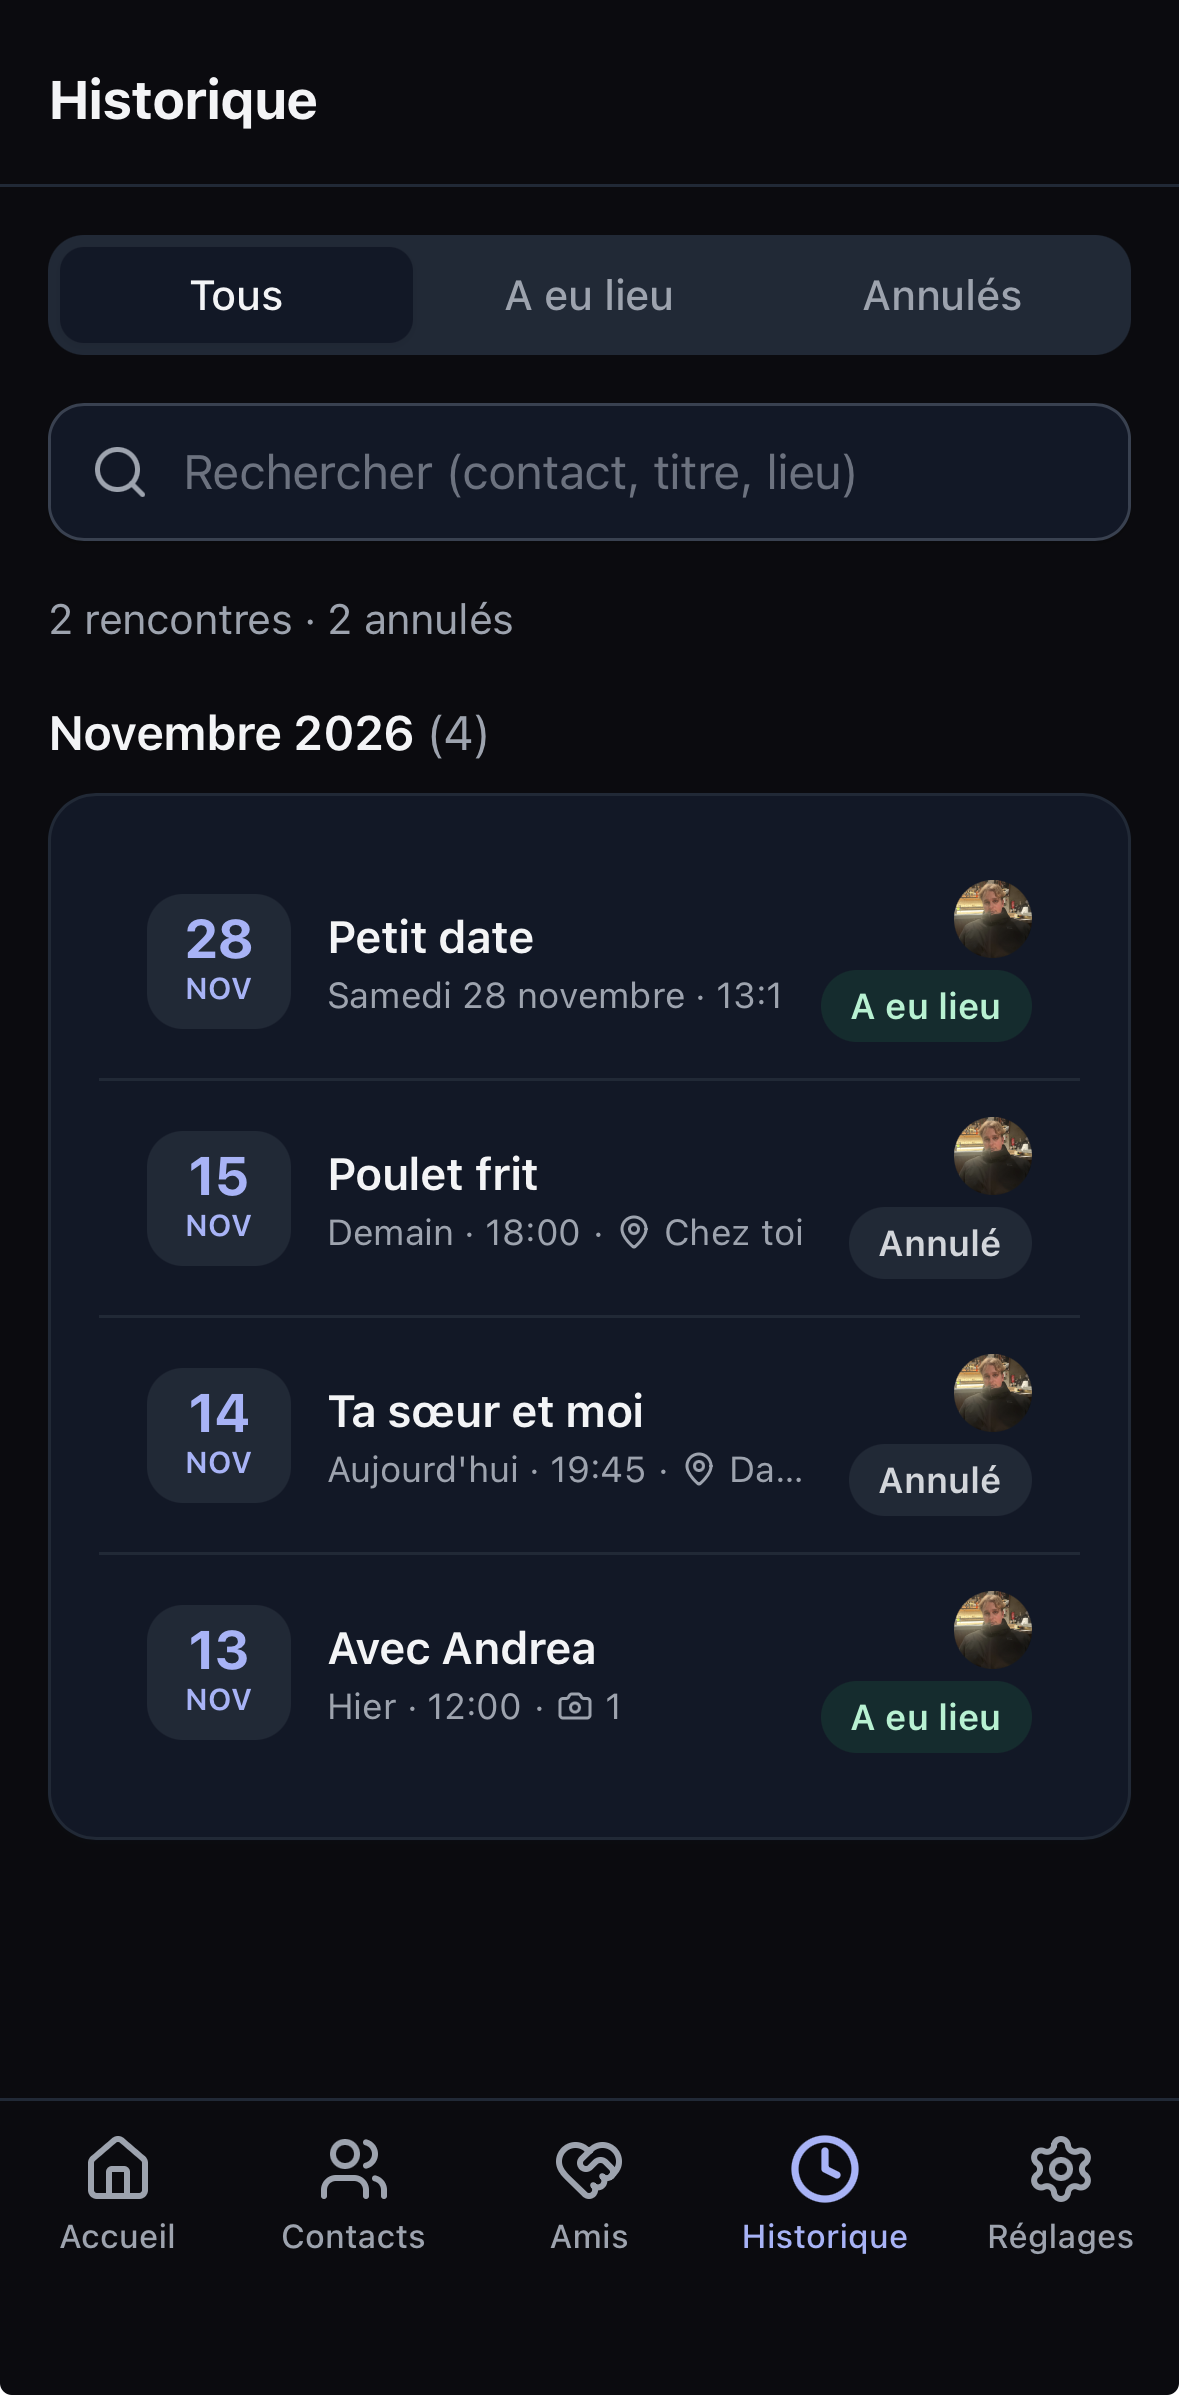 Historique
Tous
A eu lieu
Annulés
Rechercher (contact, titre, lieu)
2 rencontres · 2 annulés
Novembre 2026 (4)
28
NOV
Petit date
Samedi 28 novembre · 13:1
A eu lieu
15
NOV
Poulet frit
Demain · 18:00 · Chez toi
Annulé
14
NOV
Ta sœur et moi
Aujourd'hui · 19:45 · Da...
Annulé
13
NOV
Avec Andrea
Hier · 12:00 · 1
A eu lieu
Accueil
Contacts
Amis
Historique
Réglages